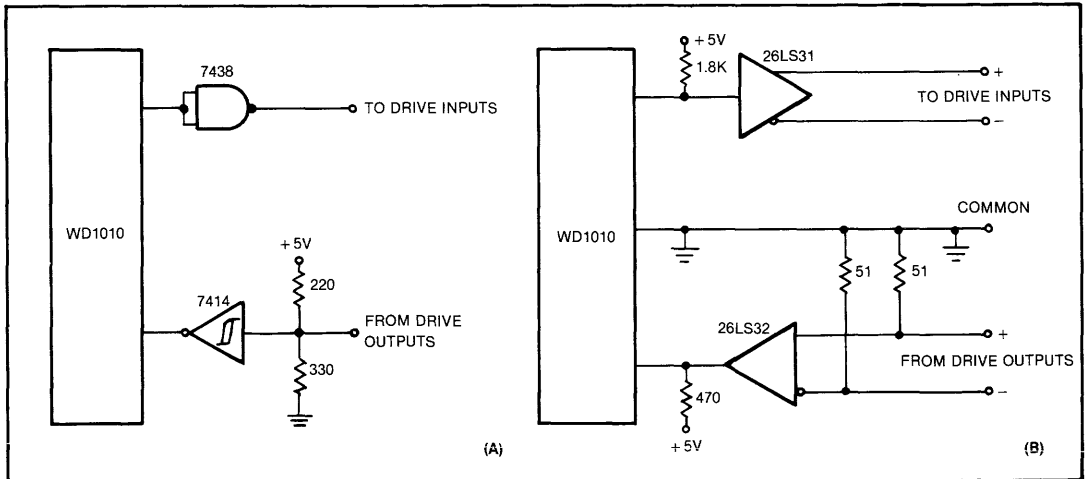 7438
TO DRIVE INPUTS
WD1010
+5V
220
7414
FROM DRIVE
OUTPUTS
330
(A)
+5V
1.8K
26LS31
+
TO DRIVE INPUTS
−
COMMON
WD1010
51
51
26LS32
+
FROM DRIVE OUTPUTS
−
470
+5V
(B)